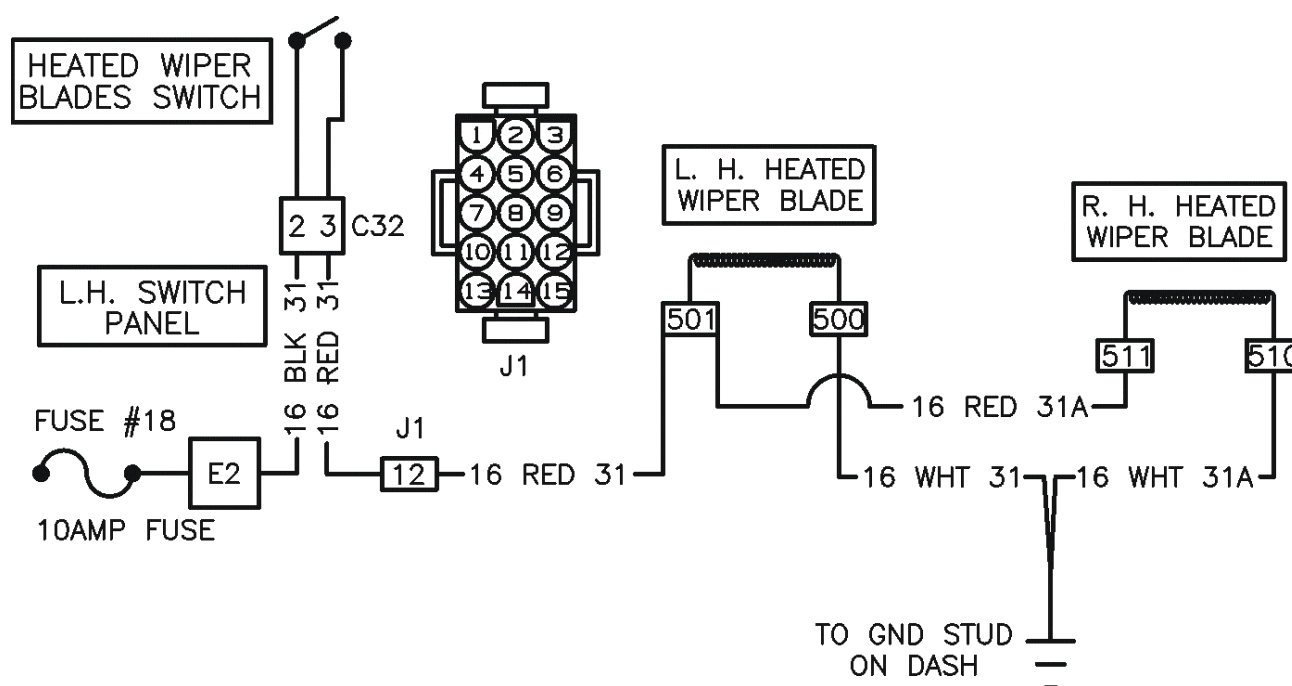 HEATED WIPER
BLADES SWITCH
2 3 C32
L.H. SWITCH
PANEL
16 BLK 31
16 RED 31
FUSE #18
10AMP FUSE
E2
1 2 3
4 5 6
7 8 9
10 11 12
13 14 15
J1
J1
12
16 RED 31
L. H. HEATED
WIPER BLADE
501
500
R. H. HEATED
WIPER BLADE
511
510
16 RED 31A
16 WHT 31
16 WHT 31A
TO GND STUD
ON DASH